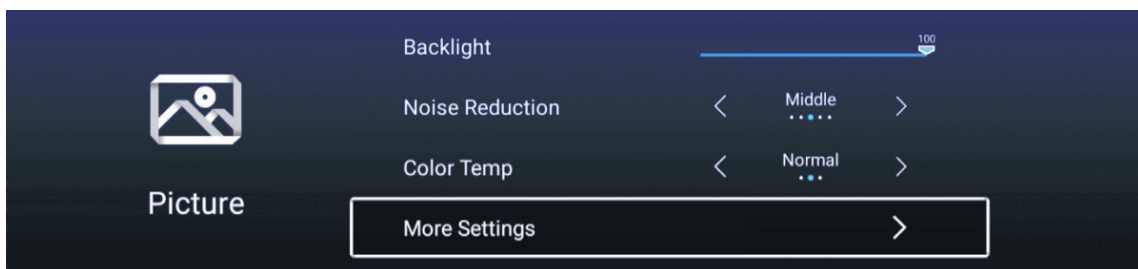 Backlight
100
Noise Reduction
Middle
Color Temp
Normal
Picture
More Settings